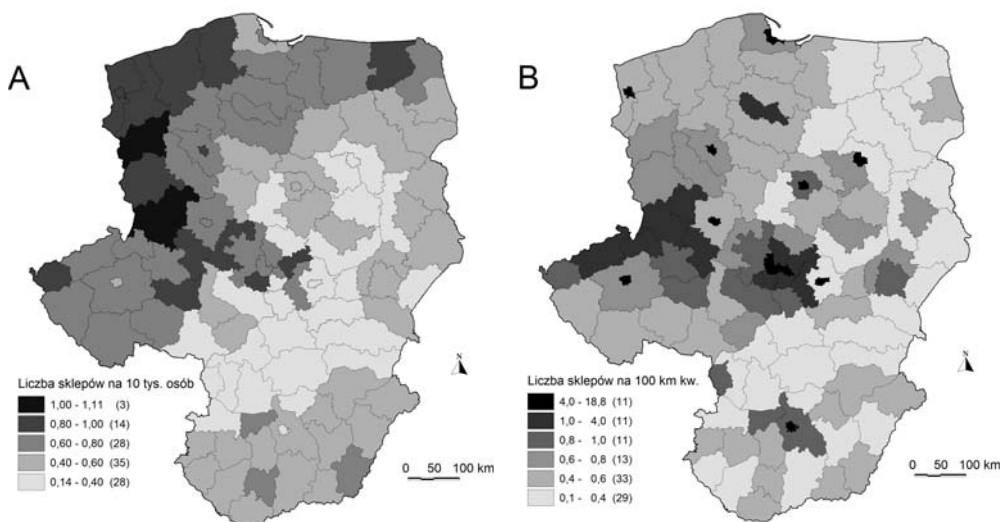 A
N
Liczba sklepów na 10 tys. osób
1,00 - 1,11 (3)
0,80 - 1,00 (14)
0,60 - 0,80 (28)
0,40 - 0,60 (35)
0,14 - 0,40 (28)
0 50 100 km
B
N
Liczba sklepów na 100 km kw.
4,0 - 18,8 (11)
1,0 - 4,0 (11)
0,8 - 1,0 (11)
0,6 - 0,8 (13)
0,4 - 0,6 (33)
0,1 - 0,4 (29)
0 50 100 km